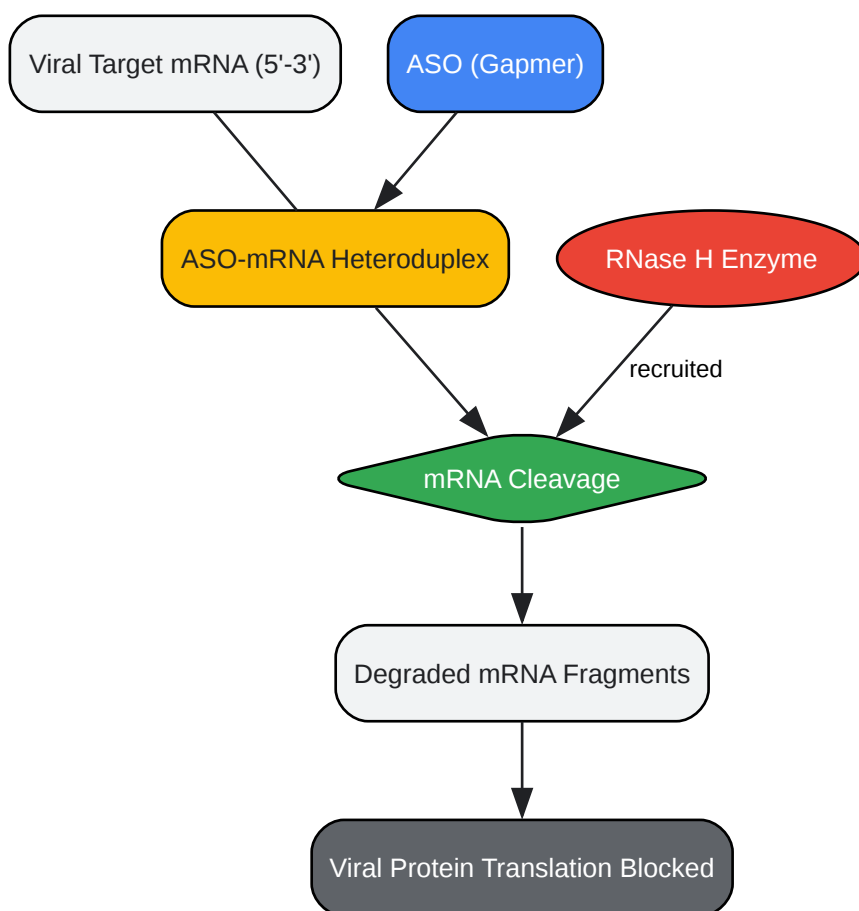 Viral Target mRNA (5'-3')
ASO (Gapmer)
ASO-mRNA Heteroduplex
RNase H Enzyme
recruited
mRNA Cleavage
Degraded mRNA Fragments
Viral Protein Translation Blocked